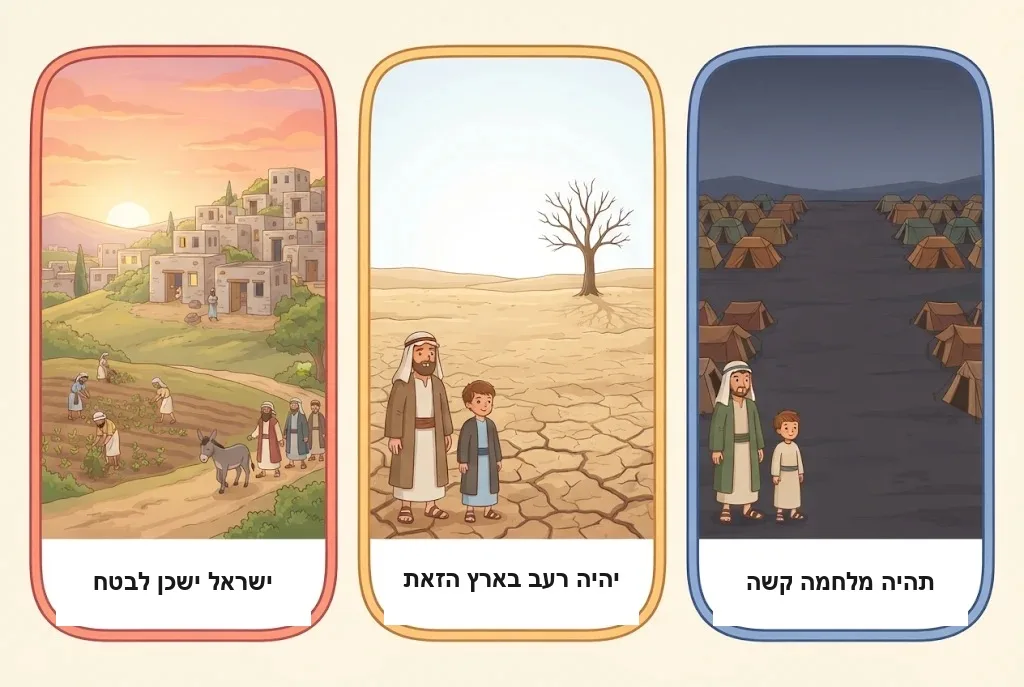 תהיה מלחמה קשה
יהיה רעב בארץ הזאת
ישראל ישכן לבטח